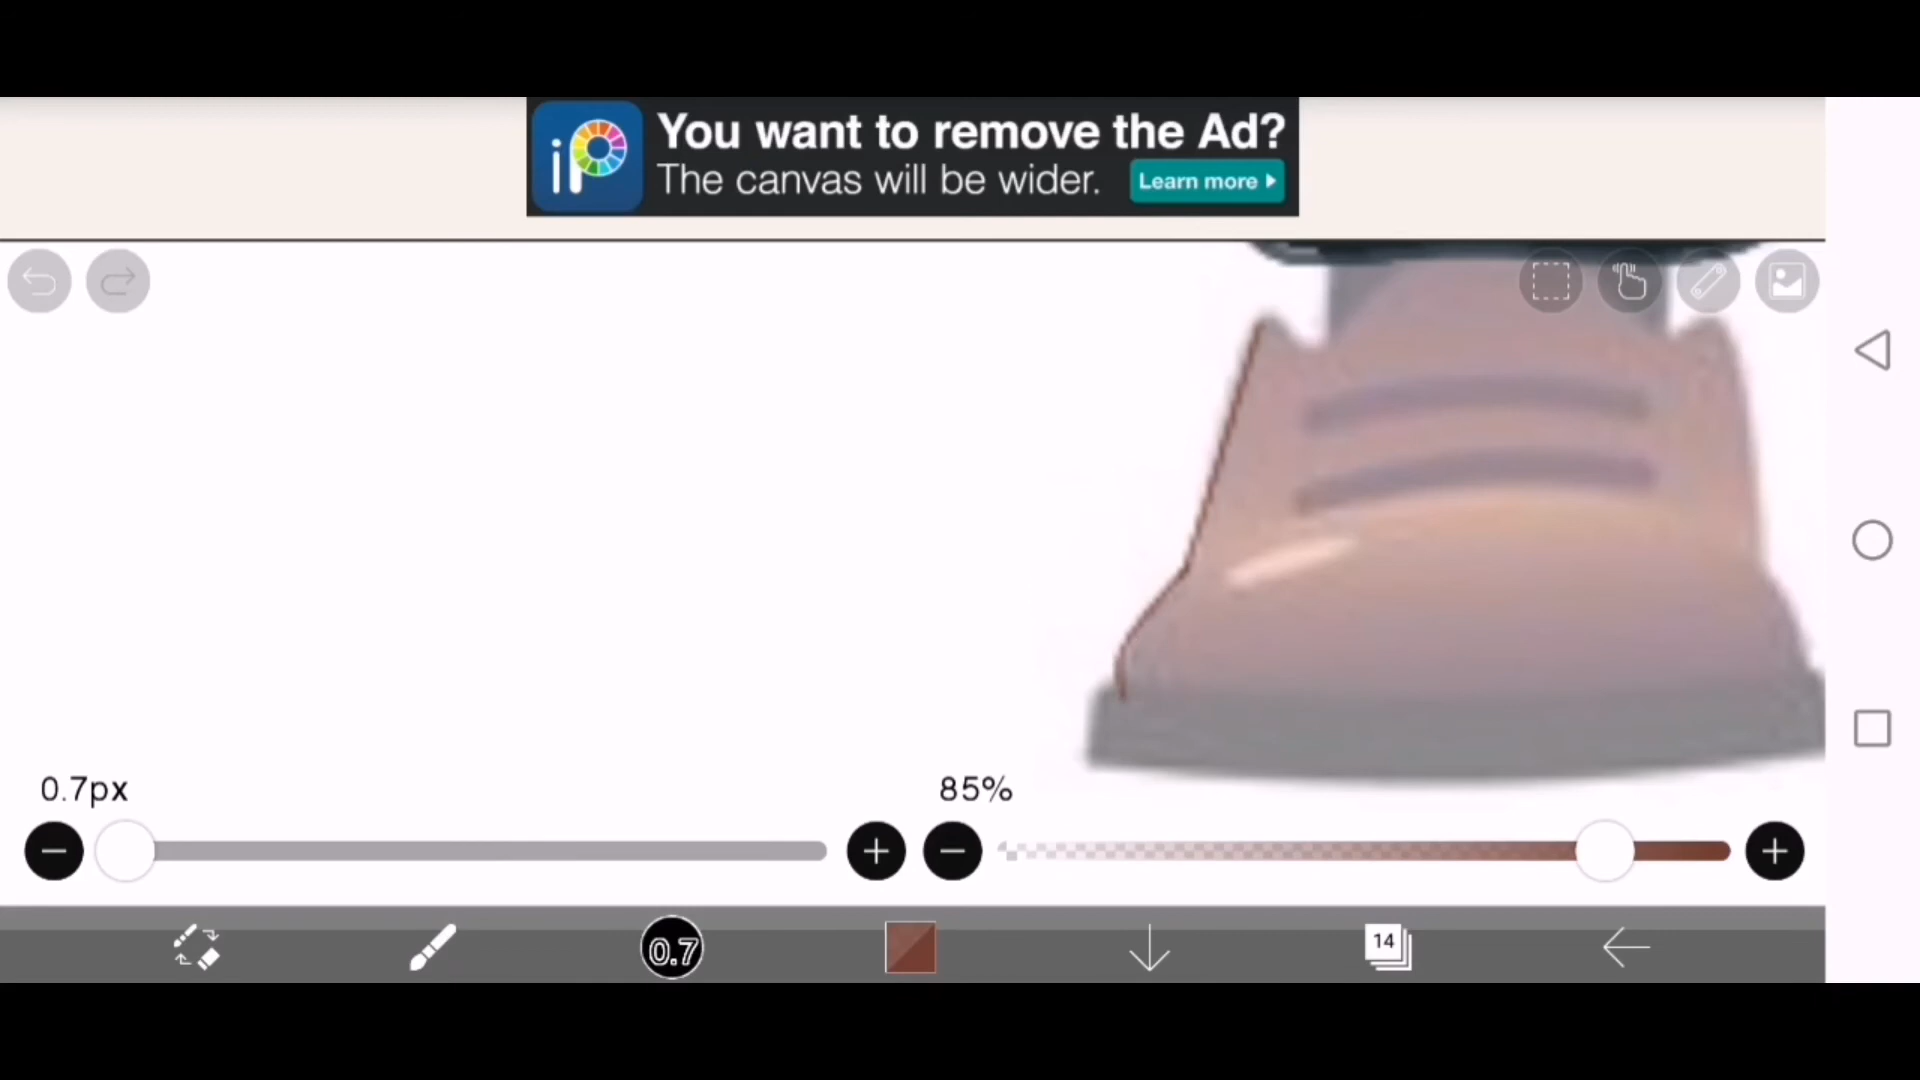 iP
You want to remove the Ad?
The canvas will be wider.
Learn more
0.7px
85%
0.7
14